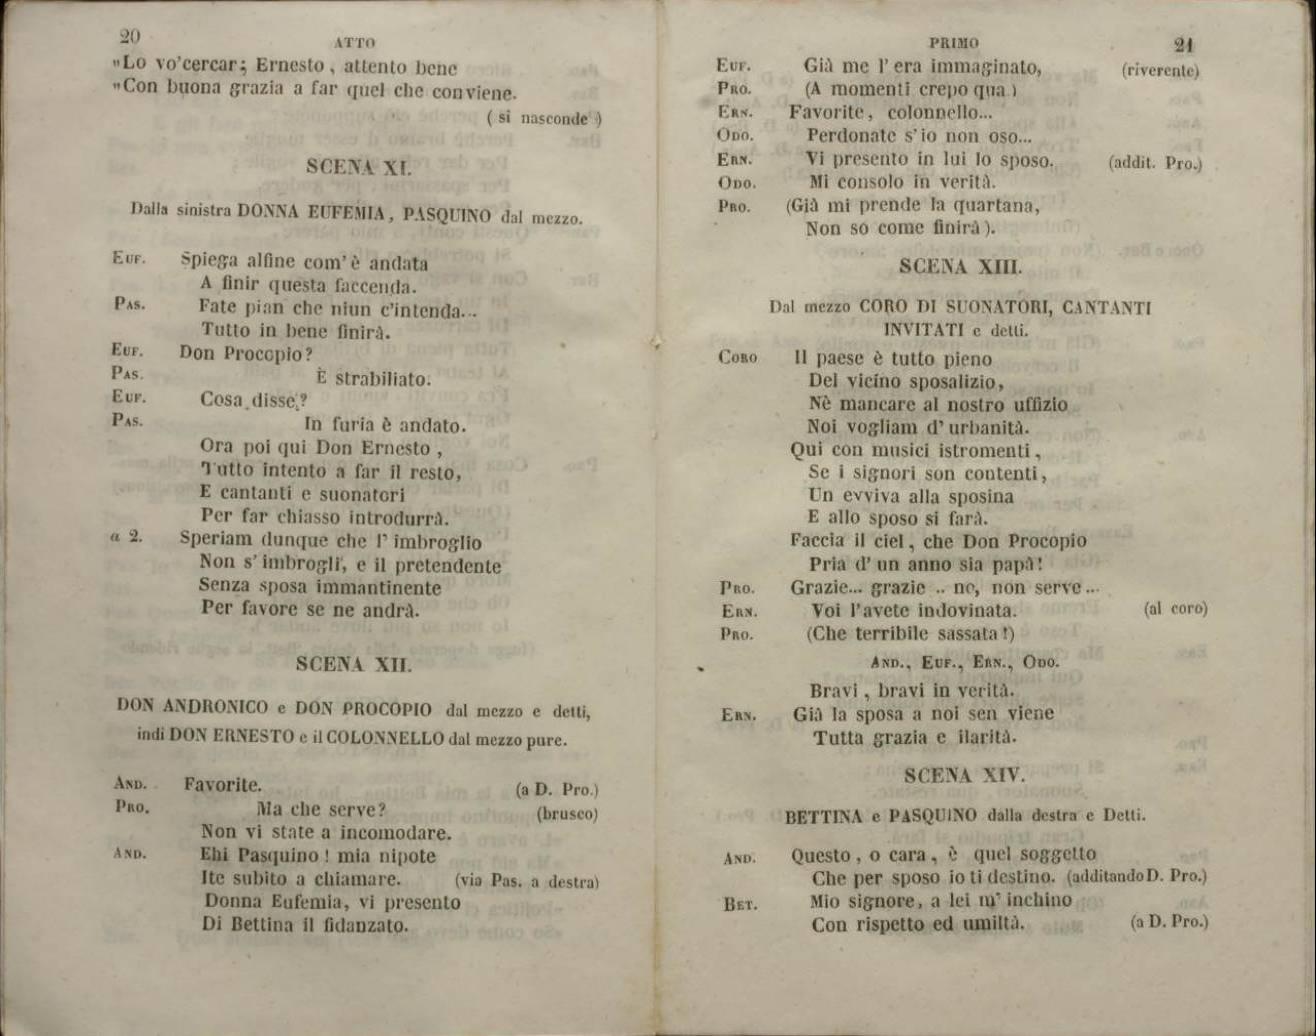 20
ATTO
"Lo vo'cercar; Ernesto, attento bene
"Con buona grazia a far quel che conviene.
( si nasconde )
SCENA XI.
Dalla sinistra DONNA EUFEMIA, PASQUINO dal mezzo.
EUF. Spiega alfine com'è andata
A finir questa faccenda.
PAS. Fate pian che niun c'intenda...
Tutto in bene finirà.
EUF. Don Procopio?
PAS. È strabiliato.
EUF. Cosa disse?
PAS. In furia è andato.
Ora poi qui Don Ernesto,
Tutto intento a far il resto,
E cantanti e suonatori
Per far chiasso introdurrà.
a 2. Speriam dunque che l'imbroglio
Non s'imbrogli, e il pretendente
Senza sposa immantinente
Per favore se ne andrà.
SCENA XII.
DON ANDRONICO e DON PROCOPIO dal mezzo e detti,
indi DON ERNESTO e il COLONNELLO dal mezzo pure.
AND. Favorite. (a D. Pro.)
PRO. Ma che serve? (brusco)
Non vi state a incomodare.
AND. Ehi Pasquino! mia nipote
Ite subito a chiamare. (via Pas. a destra)
Donna Eufemia, vi presento
Di Bettina il fidanzato.
PRIMO
21
EUF. Già me l'era immaginato, (riverente)
PRO. (A momenti crepo qua)
ERN. Favorite, colonnello...
ODO. Perdonate s'io non oso...
ERN. Vi presento in lui lo sposo. (addit. Pro.)
ODO. Mi consolo in verità.
PRO. (Già mi prende la quartana,
Non so come finirà).
SCENA XIII.
Dal mezzo CORO DI SUONATORI, CANTANTI
INVITATI e detti.
CORO Il paese è tutto pieno
Del vicino sposalizio,
Nè mancare al nostro uffizio
Noi vogliam d'urbanità.
Qui con musici istromenti,
Se i signori son contenti,
Un evviva alla sposina
E allo sposo si farà.
Faccia il ciel, che Don Procopio
Pria d'un anno sia papà!
PRO. Grazie... grazie .. no, non serve...
ERN. Voi l'avete indovinata. (al coro)
PRO. (Che terribile sassata!)
AND., EUF., ERN., ODO.
Bravi, bravi in verità.
ERN. Già la sposa a noi sen viene
Tutta grazia e ilarità.
SCENA XIV.
BETTINA e PASQUINO dalla destra e Detti.
AND. Questo, o cara, è quel soggetto
Che per sposo io ti destino. (additando D. Pro.)
BET. Mio signore, a lei m'inchino
Con rispetto ed umiltà. (a D. Pro.)